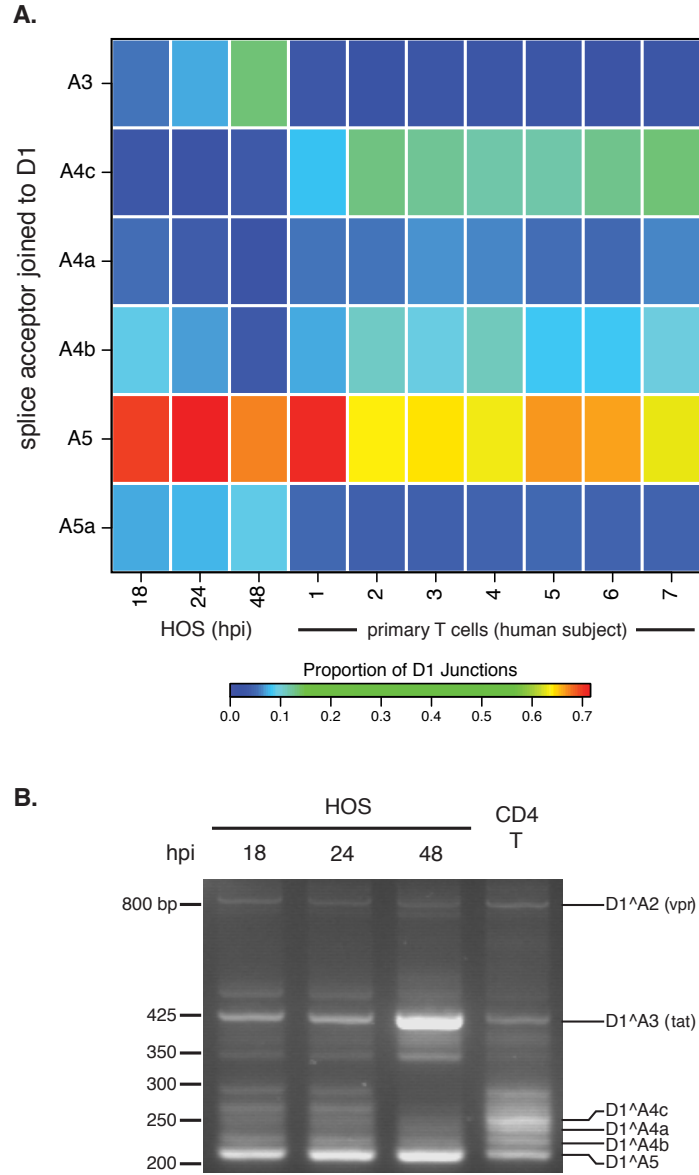 A.
splice acceptor joined to D1
A3
A4c
A4a
A4b
A5
A5a
18 24 48 1 2 3 4 5 6 7
HOS (hpi) primary T cells (human subject)
Proportion of D1 Junctions
0.0 0.1 0.2 0.3 0.4 0.5 0.6 0.7
B.
HOS
CD4
T
hpi 18 24 48
800 bp
D1^A2 (vpr)
425
D1^A3 (tat)
350
300
250
D1^A4c
D1^A4a
D1^A4b
D1^A5
200